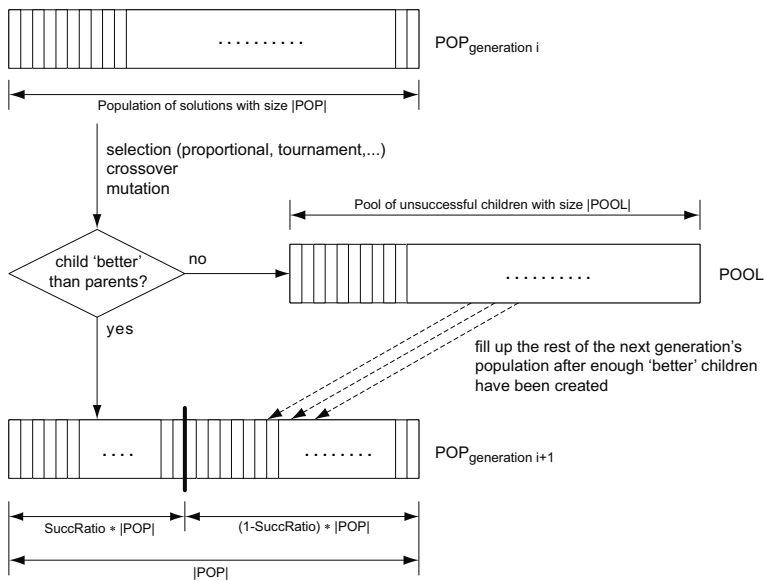 . . . . . . . . . .
POPgeneration i
Population of solutions with size |POP|
selection (proportional, tournament,...)
crossover
mutation
Pool of unsuccessful children with size |POOL|
child ‘better’
than parents?
no
. . . . . . . . . .
POOL
yes
fill up the rest of the next generation’s
population after enough ‘better’ children
have been created
. . . .
. . . . . . . .
POPgeneration i+1
SuccRatio * |POP|
(1-SuccRatio) * |POP|
|POP|